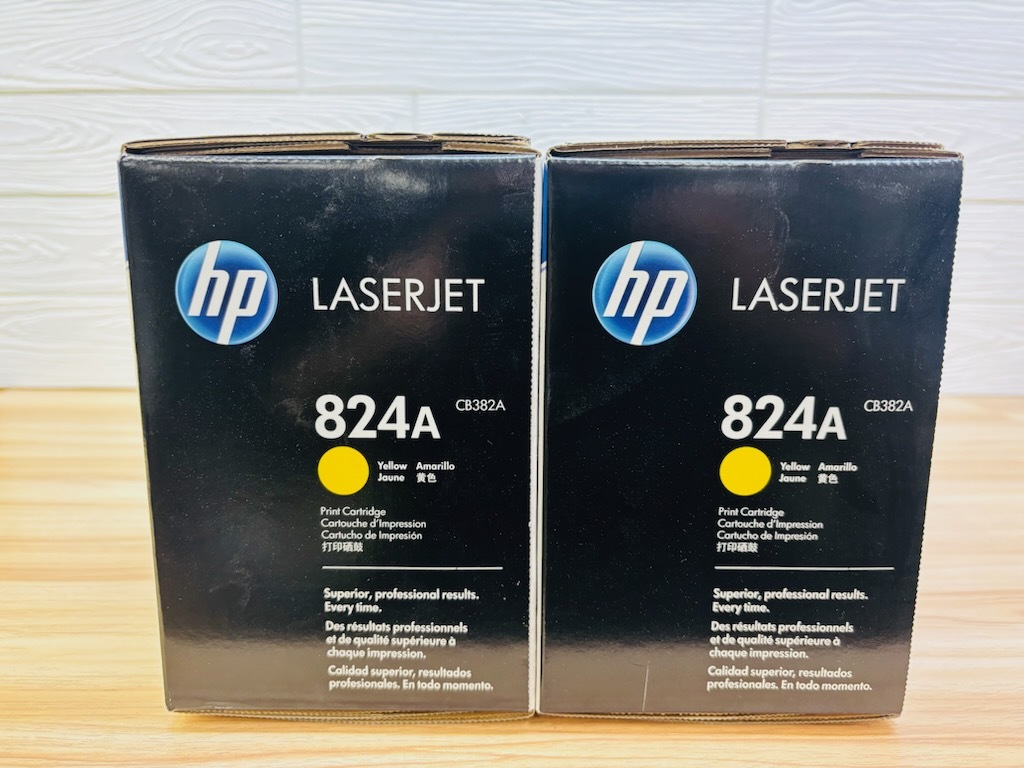 hp LASERJET
824A CB382A
Yellow Amarillo
Jaune 黄色
Print Cartridge
Cartouche d'Impression
Cartucho de Impresión
打印硒鼓
Superior, professional results.
Every time.
Des résultats professionnels
et de qualité supérieure à
chaque impression.
Calidad superior, resultados
profesionales. En todo momento.
hp LASERJET
824A CB382A
Yellow Amarillo
Jaune 黄色
Print Cartridge
Cartouche d'Impression
Cartucho de Impresión
打印硒鼓
Superior, professional results.
Every time.
Des résultats professionnels
et de qualité supérieure à
chaque impression.
Calidad superior, resultados
profesionales. En todo momento.